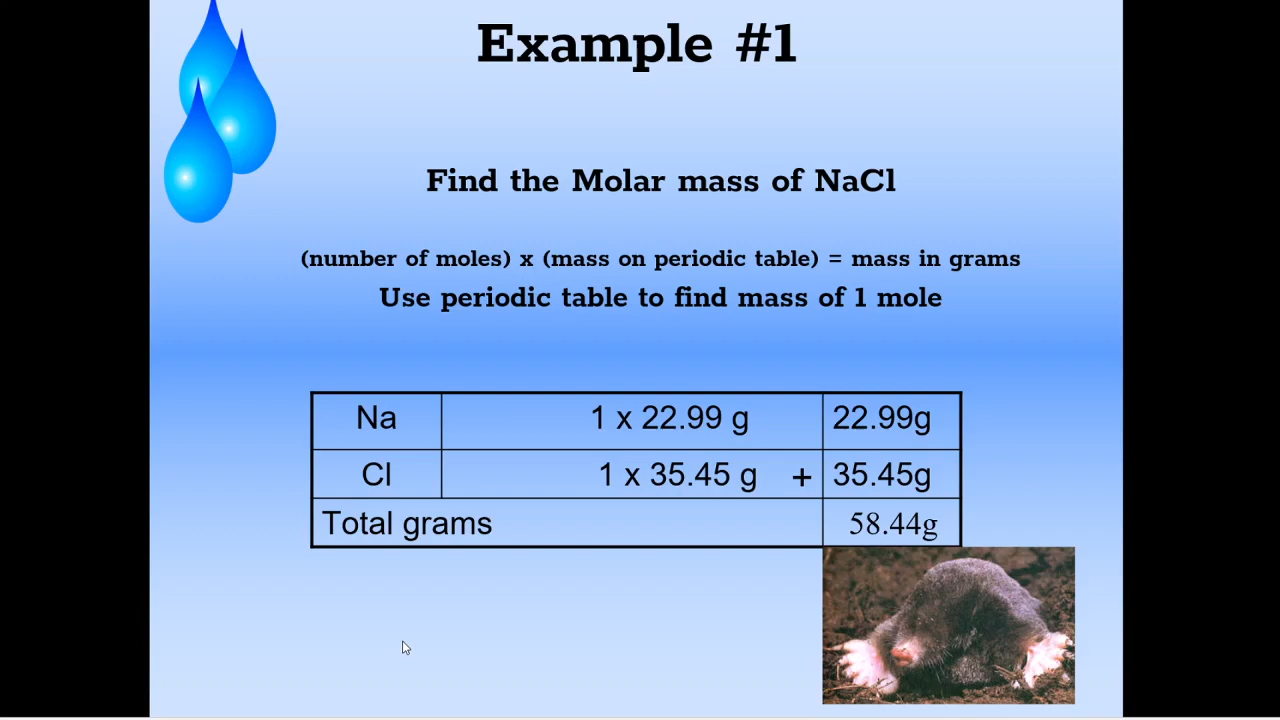 Example #1
Find the Molar mass of NaCl
(number of moles) x (mass on periodic table) = mass in grams
Use periodic table to find mass of 1 mole
Na 1 x 22.99 g 22.99g
Cl 1 x 35.45 g + 35.45g
Total grams 58.44g